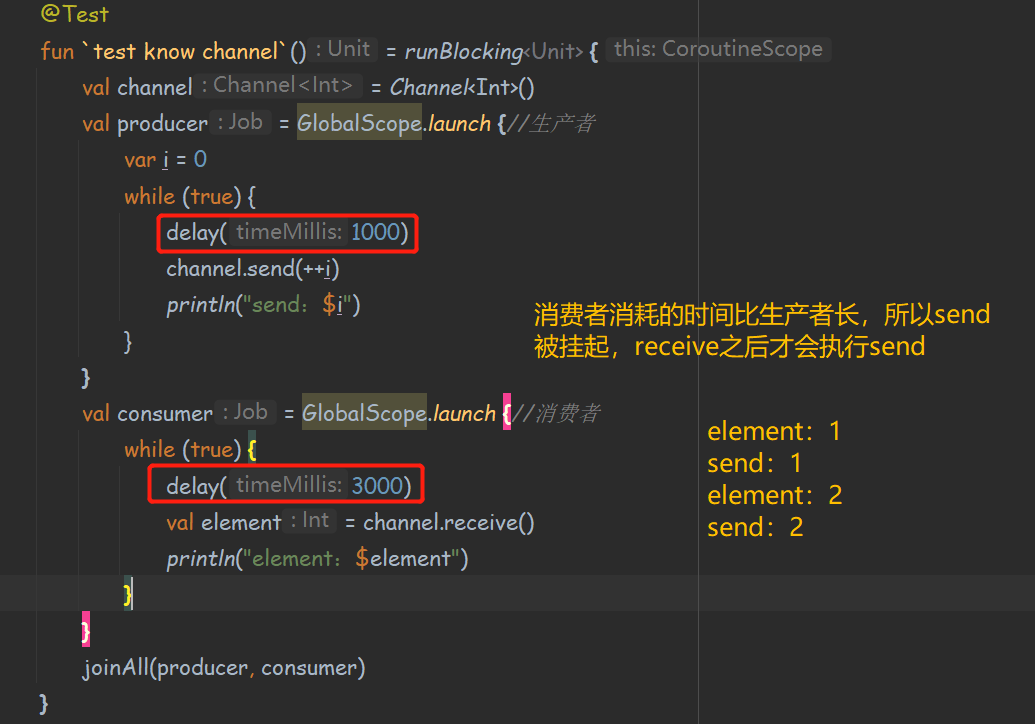 @Test
fun `test know channel`() : Unit = runBlocking<Unit> { this: CoroutineScope
val channel : Channel<Int> = Channel<Int>()
val producer : Job = GlobalScope.launch {//生产者
var i = 0
while (true) {
delay( timeMillis: 1000)
channel.send(++i)
println("send：$i")
}
}
消费者消耗的时间比生产者长，所以send
被挂起，receive之后才会执行send
val consumer : Job = GlobalScope.launch {//消费者
while (true) {
delay( timeMillis: 3000)
val element : Int = channel.receive()
println("element：$element")
}
}
joinAll(producer, consumer)
}
element：1
send：1
element：2
send：2